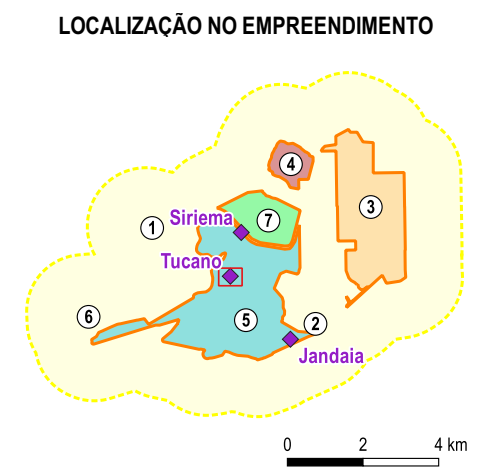 LOCALIZAÇÃO NO EMPREENDIMENTO
4
3
1
Siriema
7
Tucano
6
5
2
Jandaia
0 2 4 km